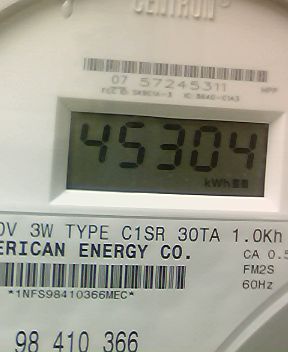 CENTRON
07 57245311
45304
kWh
0V 3W TYPE C1SR 30TA 1.0Kh
ERICAN ENERGY CO. CA 0.5
FM2S
*1NFS98410366MEC* 60Hz
98 410 366